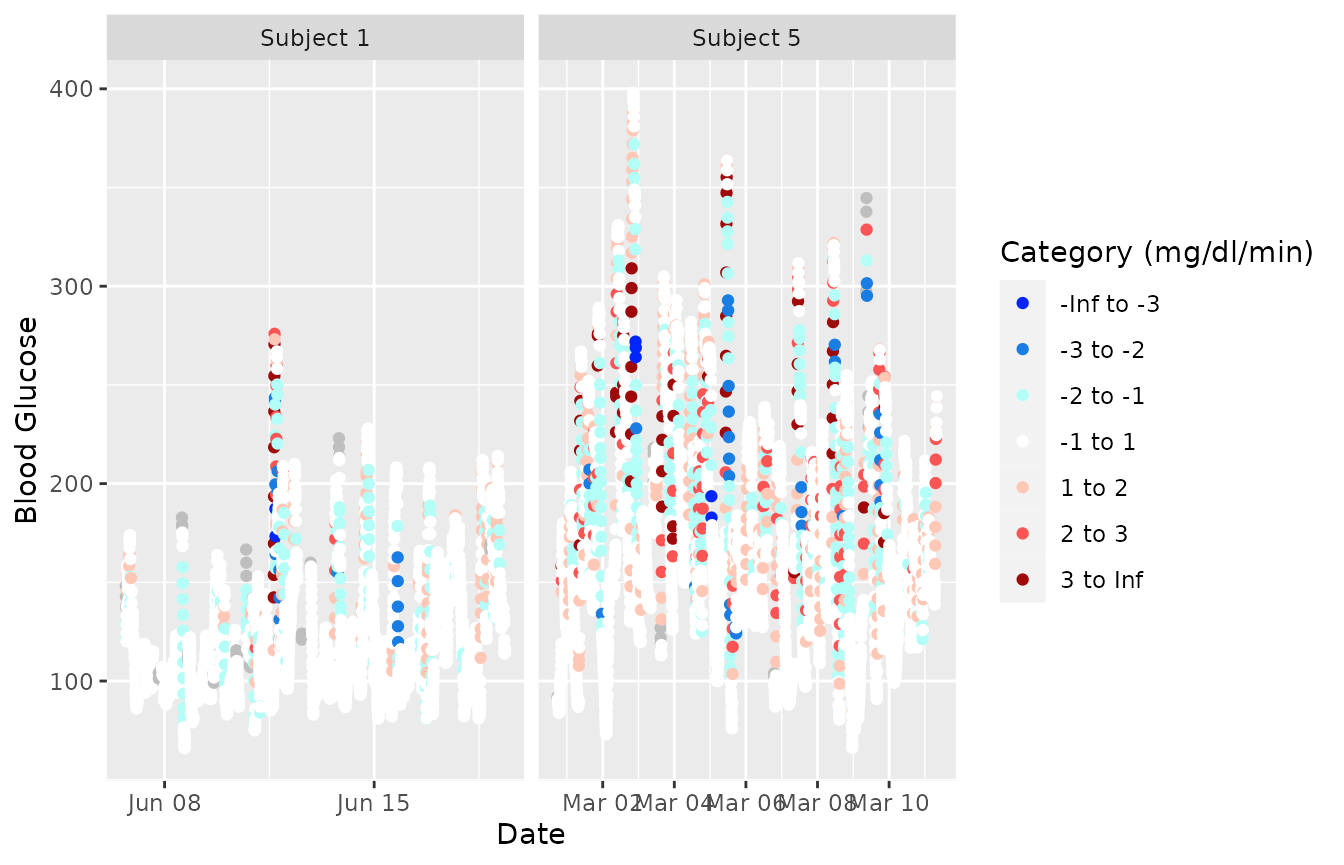 Subject 1
Subject 5
400
300
200
100
Blood Glucose
Jun 08
Jun 15
Mar 02
Mar 04
Mar 06
Mar 08
Mar 10
Date
Category (mg/dl/min)
-Inf to -3
-3 to -2
-2 to -1
-1 to 1
1 to 2
2 to 3
3 to Inf